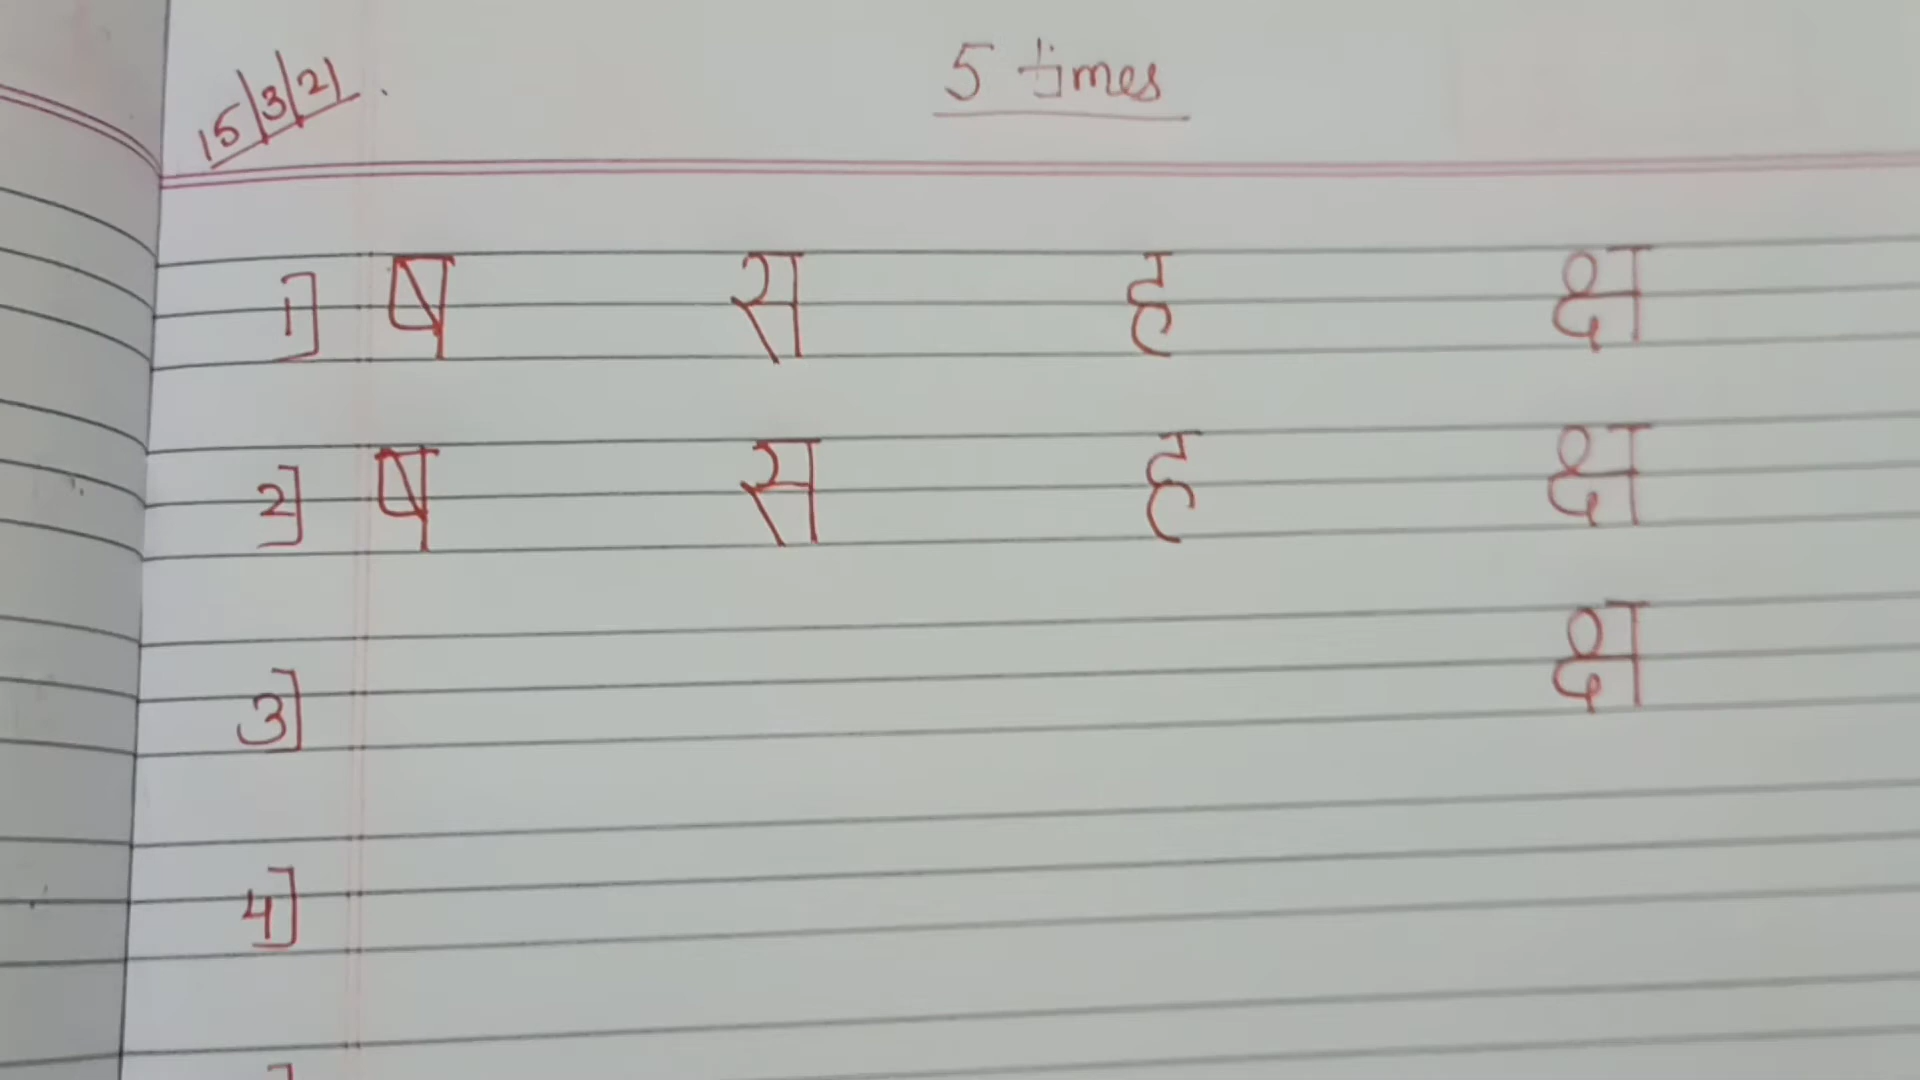 15/3/21.
5 times
1] ष स ह क्ष
2] ष स ह क्ष
3] क्ष
4]